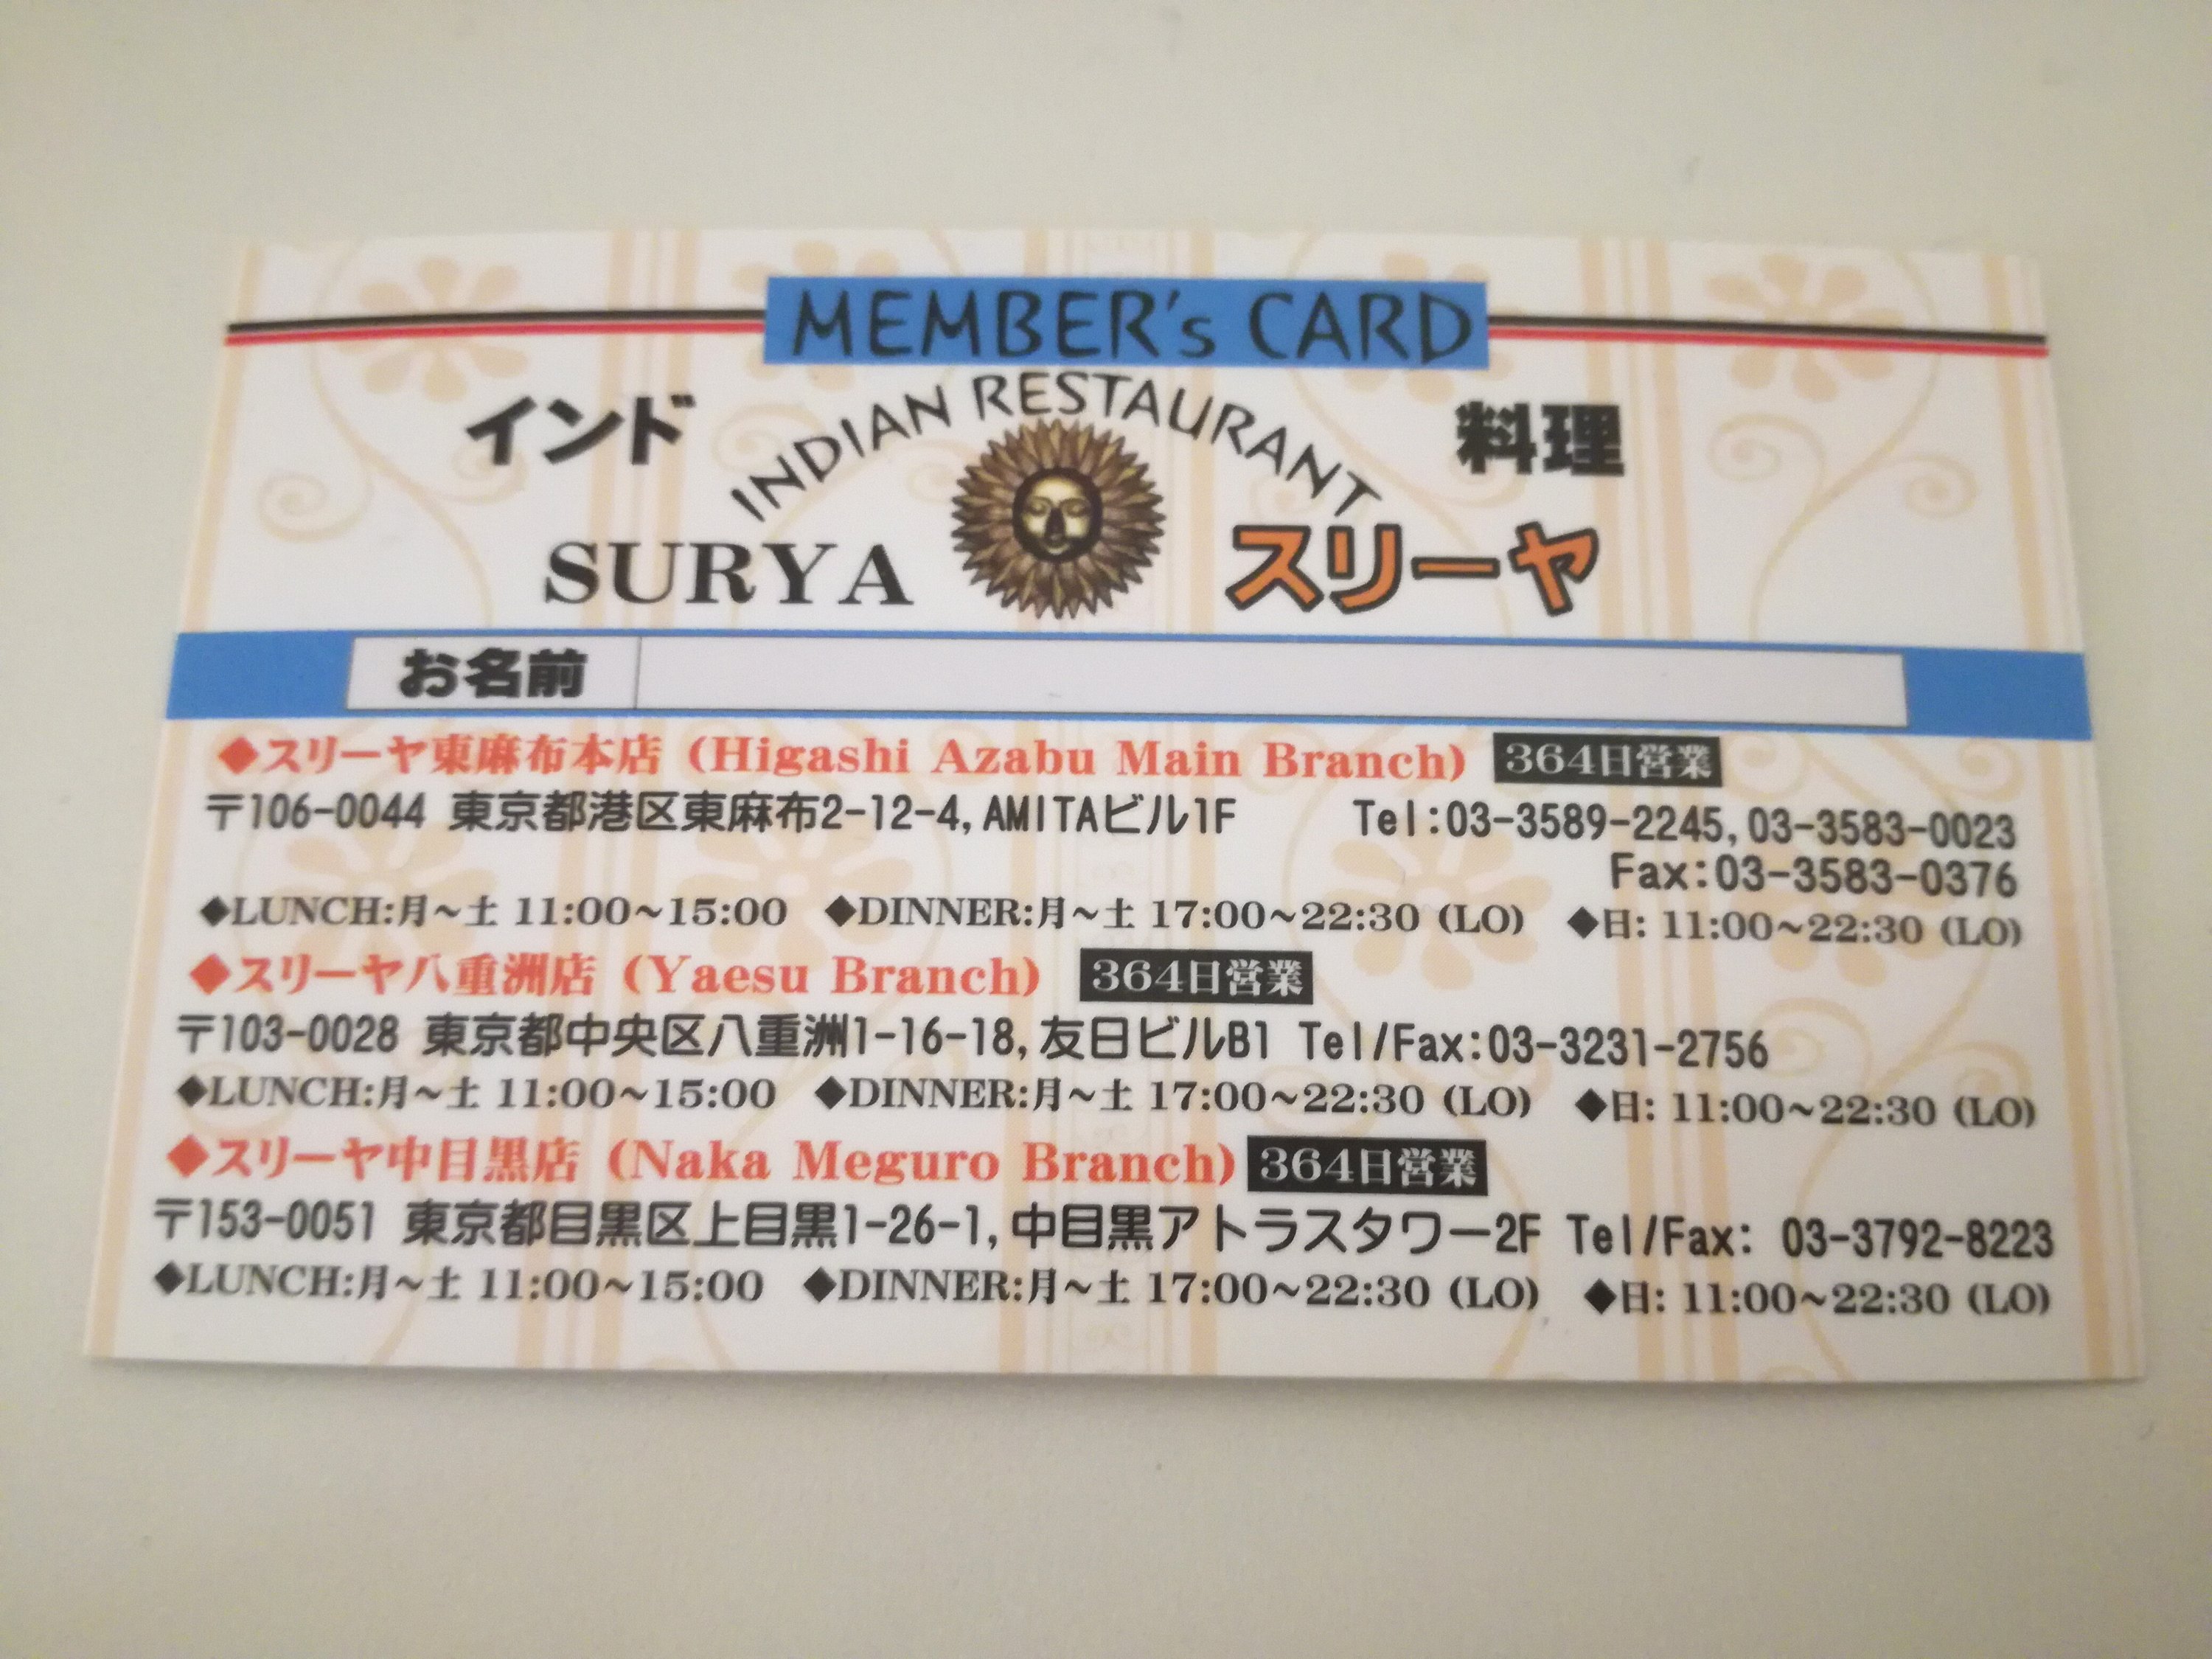 MEMBER's CARD
インド INDIAN RESTAURANT 料理
SURYA スリーヤ
お名前
◆スリーヤ東麻布本店 (Higashi Azabu Main Branch) 364日営業
〒106-0044 東京都港区東麻布2-12-4,AMITAビル1F Tel:03-3589-2245,03-3583-0023
Fax:03-3583-0376
◆LUNCH:月~土 11:00~15:00 ◆DINNER:月~土 17:00~22:30 (LO) ◆日: 11:00~22:30 (LO)
◆スリーヤ八重洲店 (Yaesu Branch) 364日営業
〒103-0028 東京都中央区八重洲1-16-18,友日ビルB1 Tel/Fax:03-3231-2756
◆LUNCH:月~土 11:00~15:00 ◆DINNER:月~土 17:00~22:30 (LO) ◆日: 11:00~22:30 (LO)
◆スリーヤ中目黒店 (Naka Meguro Branch) 364日営業
〒153-0051 東京都目黒区上目黒1-26-1,中目黒アトラスタワー2F Tel/Fax: 03-3792-8223
◆LUNCH:月~土 11:00~15:00 ◆DINNER:月~土 17:00~22:30 (LO) ◆日: 11:00~22:30 (LO)